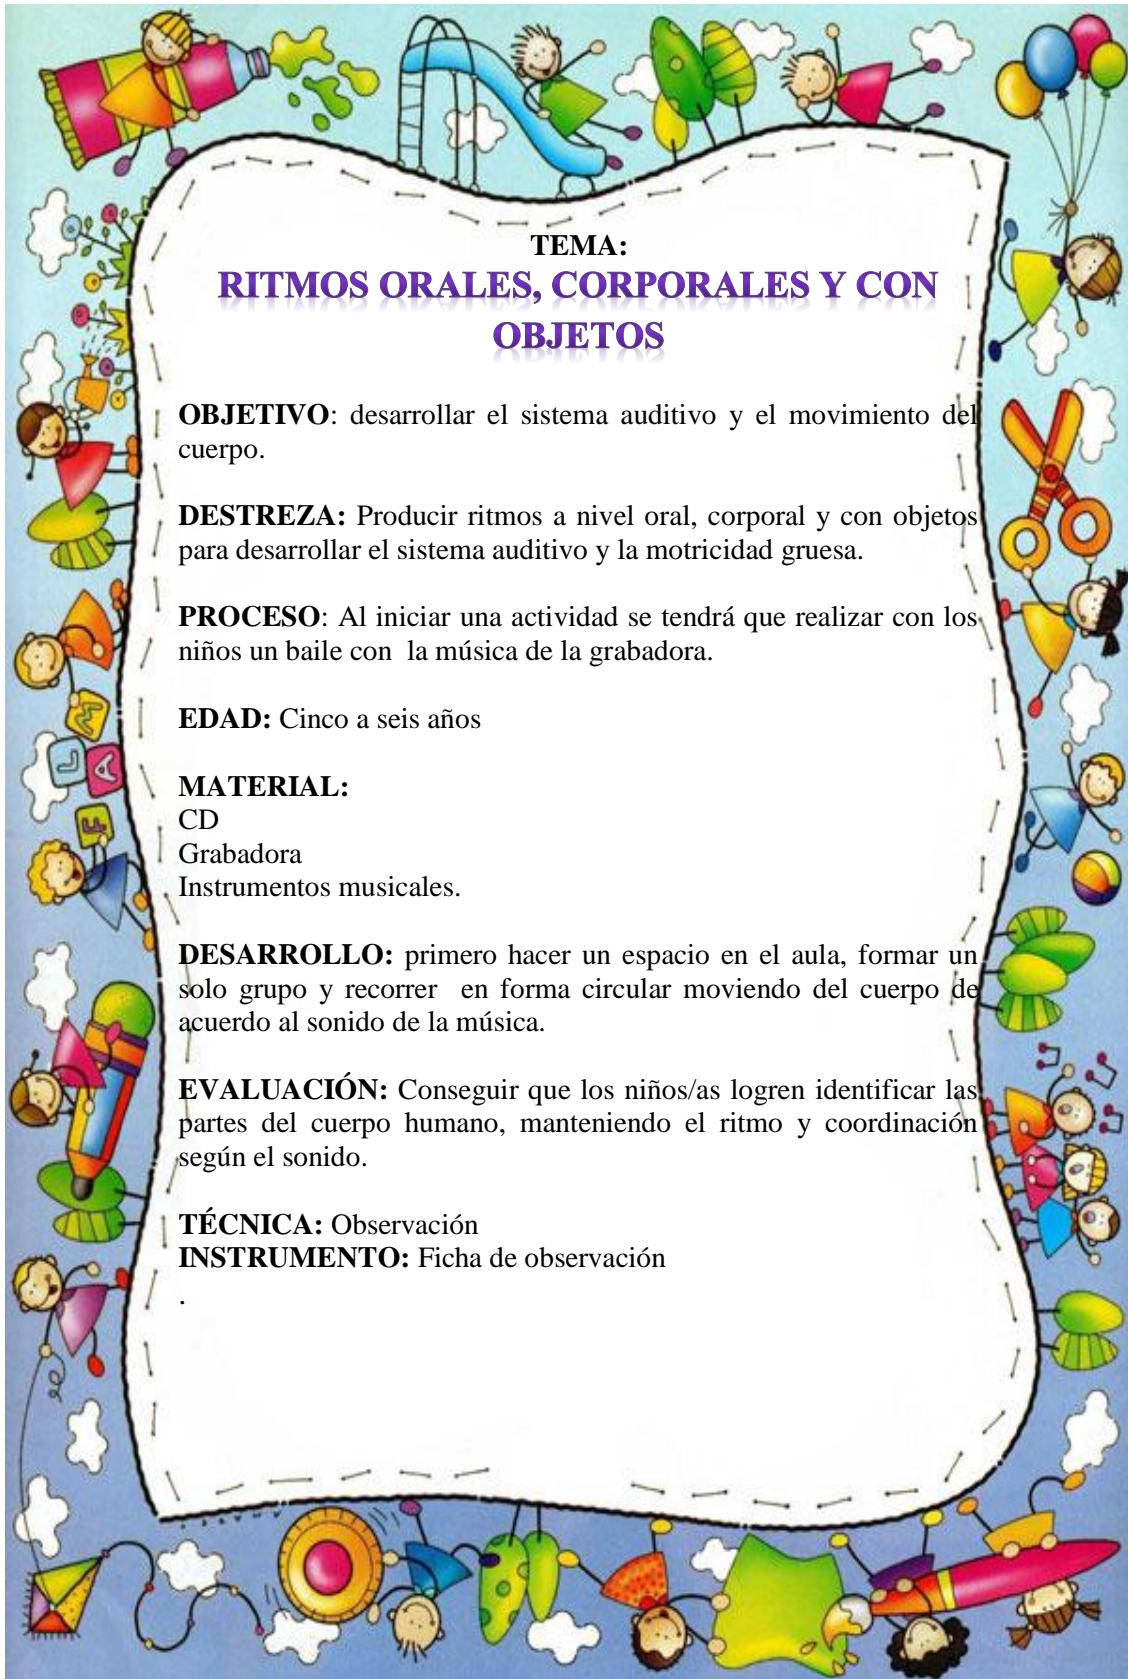 TEMA:
RITMOS ORALES, CORPORALES Y CON
OBJETOS
OBJETIVO: desarrollar el sistema auditivo y el movimiento del
cuerpo.
DESTREZA: Producir ritmos a nivel oral, corporal y con objetos
para desarrollar el sistema auditivo y la motricidad gruesa.
PROCESO: Al iniciar una actividad se tendrá que realizar con los
niños un baile con  la música de la grabadora.
EDAD: Cinco a seis años
MATERIAL:
CD
Grabadora
Instrumentos musicales.
DESARROLLO: primero hacer un espacio en el aula, formar un
solo grupo y recorrer  en forma circular moviendo del cuerpo de
acuerdo al sonido de la música.
EVALUACIÓN: Conseguir que los niños/as logren identificar las
partes del cuerpo humano, manteniendo el ritmo y coordinación
según el sonido.
TÉCNICA: Observación
INSTRUMENTO: Ficha de observación
.
M
L A
F